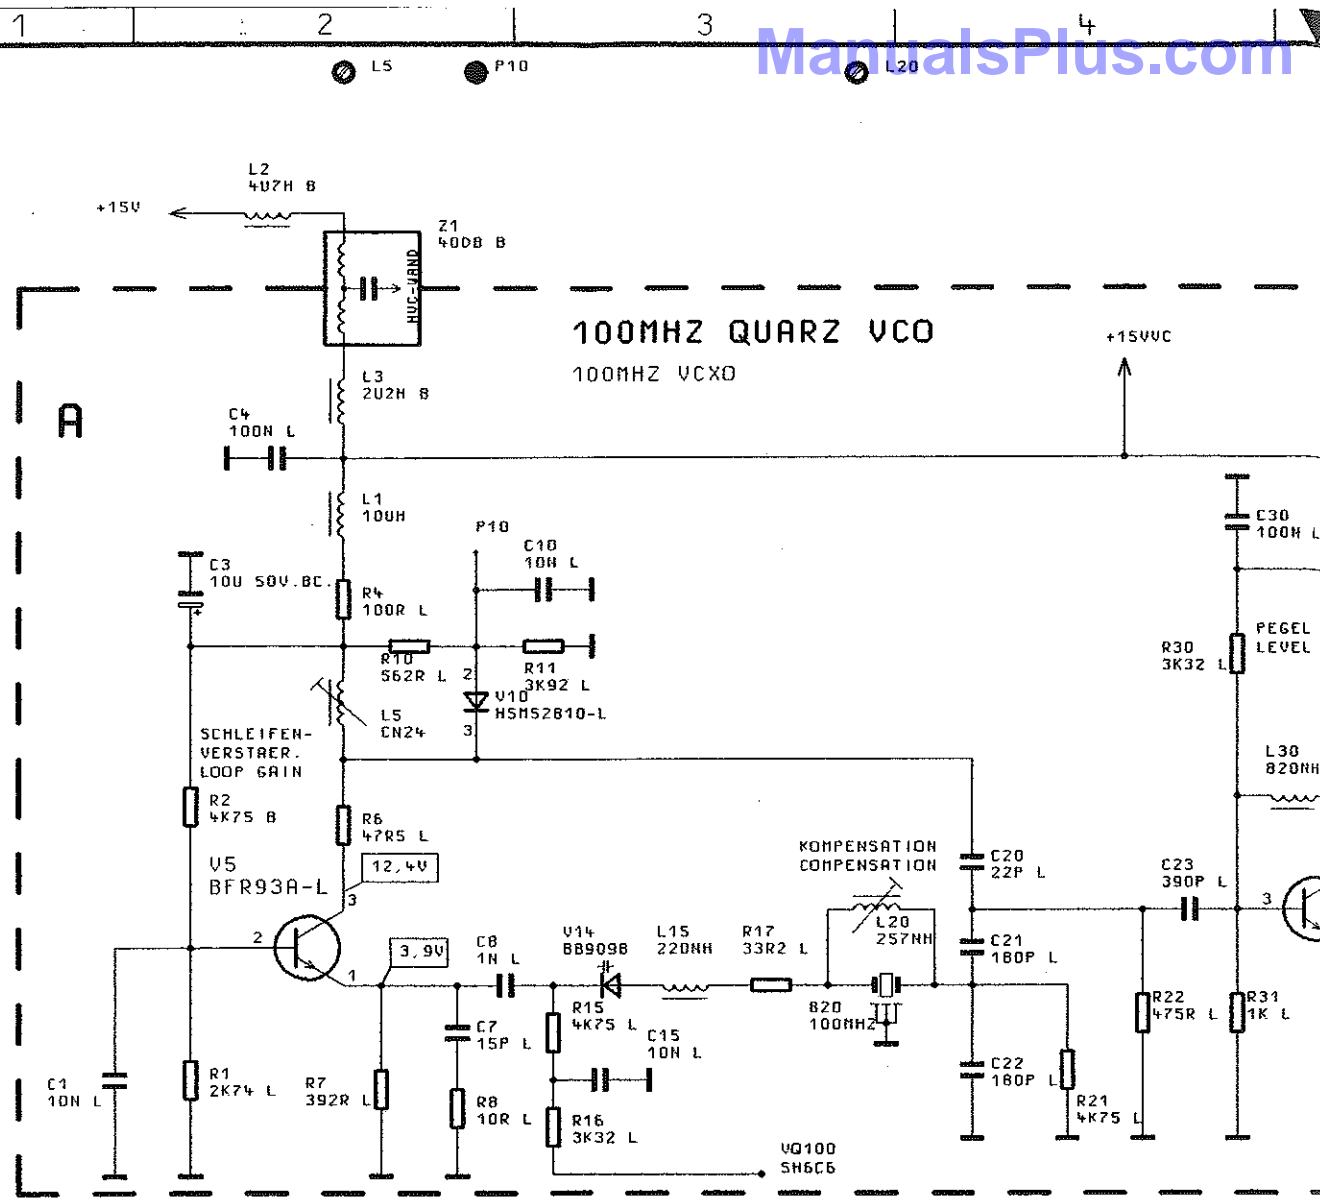 1 2 3 4
ManualsPlus.com
L5 P10 L20
L2
4U7H B
+15V
Z1
40DB B
HVC-WAND
100MHZ QUARZ VCO
100MHZ VCXO
+15VVC
A
L3
2U2H B
C4
100N L
L1
10UH
P10
C10
10N L
C30
100N L
C3
10U 50V.BC.
+
R4
100R L
R10
562R L
R11
3K92 L
R30
3K32 L
PEGEL
LEVEL
2
V10
HSMS2810-L
3
L5
CN24
SCHLEIFEN-
VERSTAER.
LOOP GAIN
L30
820NH
R2
4K75 B
R6
47R5 L
12,4V
V5
BFR93A-L
3
2
1
3,9V
KOMPENSATION
COMPENSATION
C20
22P L
C23
390P L
3
C8
1N L
V14
BB909B
L15
220NH
R17
33R2 L
L20
257NH
C21
180P L
R15
4K75 L
C7
15P L
C15
10N L
B20
100MHZ
R22
475R L
R31
1K L
C1
10N L
R1
2K74 L
R7
392R L
R8
10R L
R16
3K32 L
C22
180P L
R21
4K75 L
VQ100
SH6C6